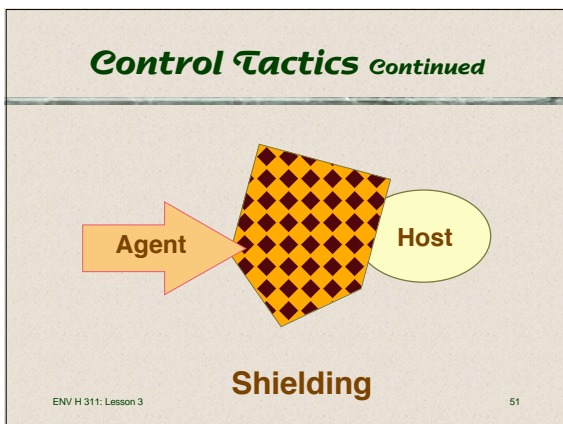 Control Tactics Continued
Agent
Host
Shielding
ENV H 311: Lesson 3
51